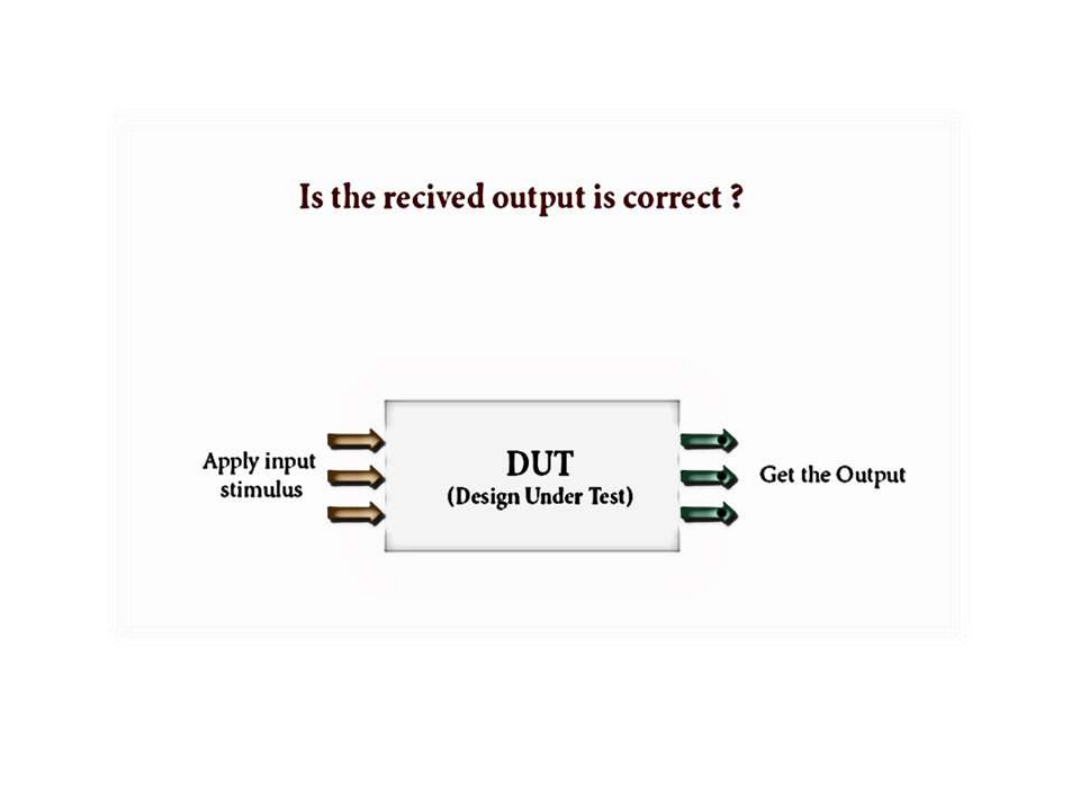 Is the recived output is correct ?
Apply input
stimulus
DUT
(Design Under Test)
Get the Output